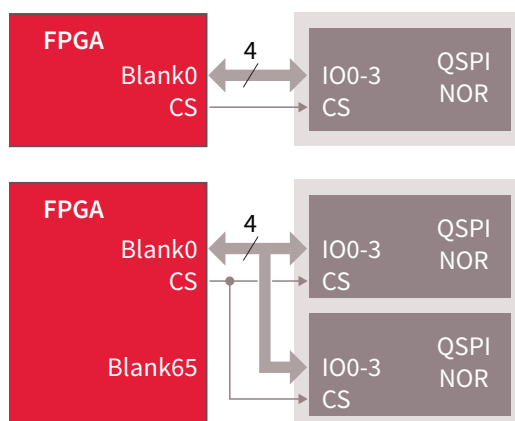 FPGA
4
Blank0
IO0-3
QSPI
NOR
CS
CS
FPGA
4
Blank0
IO0-3
QSPI
NOR
CS
CS
Blank65
IO0-3
QSPI
NOR
CS